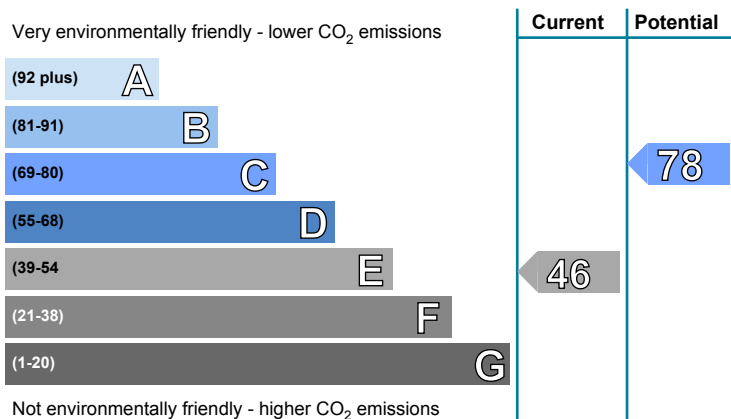 Very environmentally friendly - lower CO₂ emissions
Current
Potential
(92 plus) A
(81-91) B
(69-80) C
78
(55-68) D
(39-54 E
46
(21-38) F
(1-20) G
Not environmentally friendly - higher CO₂ emissions